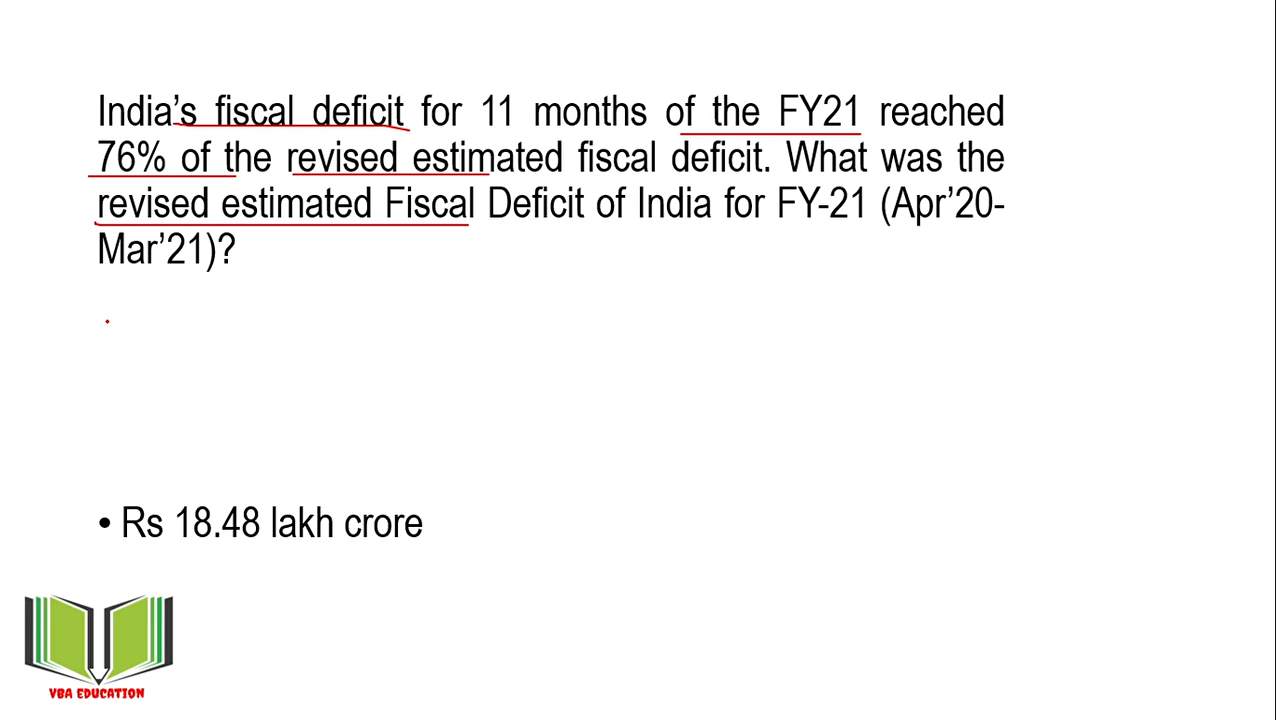 India’s fiscal deficit for 11 months of the FY21 reached
76% of the revised estimated fiscal deficit. What was the
revised estimated Fiscal Deficit of India for FY-21 (Apr’20-
Mar’21)?
• Rs 18.48 lakh crore
VBA EDUCATION